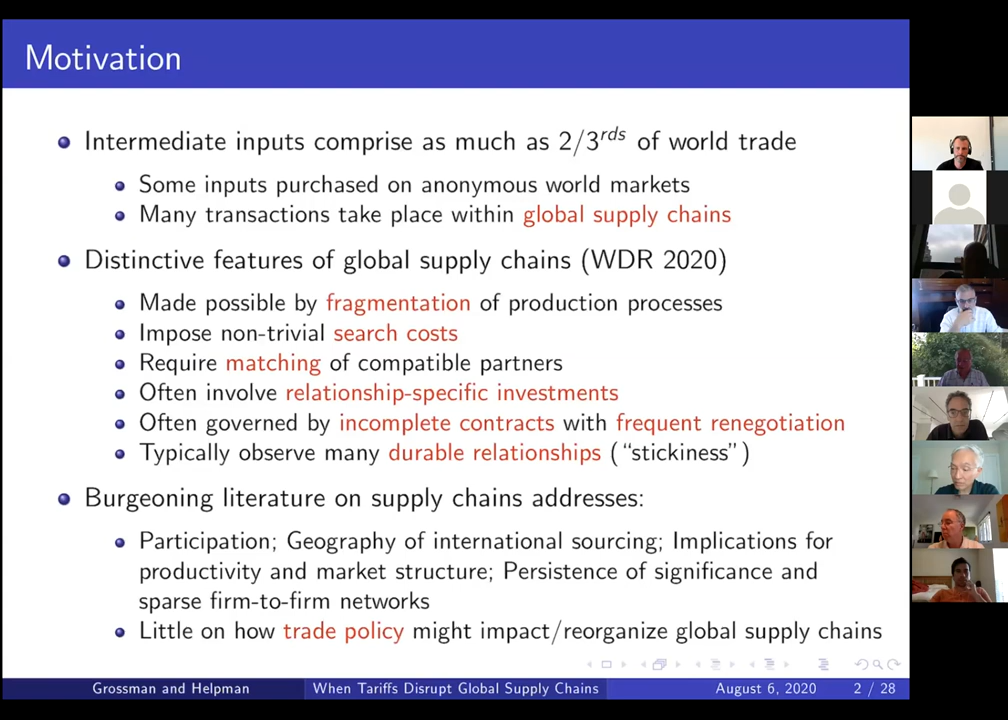 Motivation
Intermediate inputs comprise as much as 2/3rds of world trade
Some inputs purchased on anonymous world markets
Many transactions take place within global supply chains
Distinctive features of global supply chains (WDR 2020)
Made possible by fragmentation of production processes
Impose non-trivial search costs
Require matching of compatible partners
Often involve relationship-specific investments
Often governed by incomplete contracts with frequent renegotiation
Typically observe many durable relationships (“stickiness”)
Burgeoning literature on supply chains addresses:
Participation; Geography of international sourcing; Implications for
productivity and market structure; Persistence of significance and
sparse firm-to-firm networks
Little on how trade policy might impact/reorganize global supply chains
Grossman and Helpman When Tariffs Disrupt Global Supply Chains August 6, 2020 2 / 28